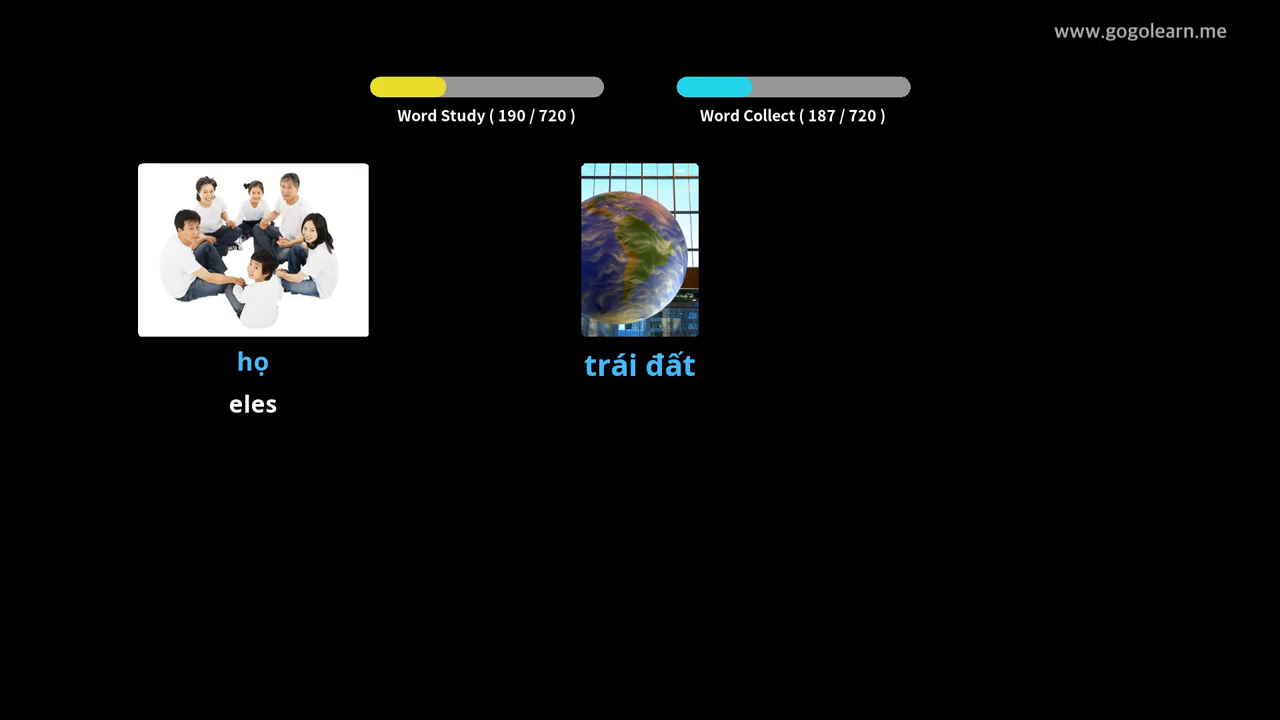 www.gogolearn.me
Word Study ( 190 / 720 )
Word Collect ( 187 / 720 )
họ
eles
trái đất